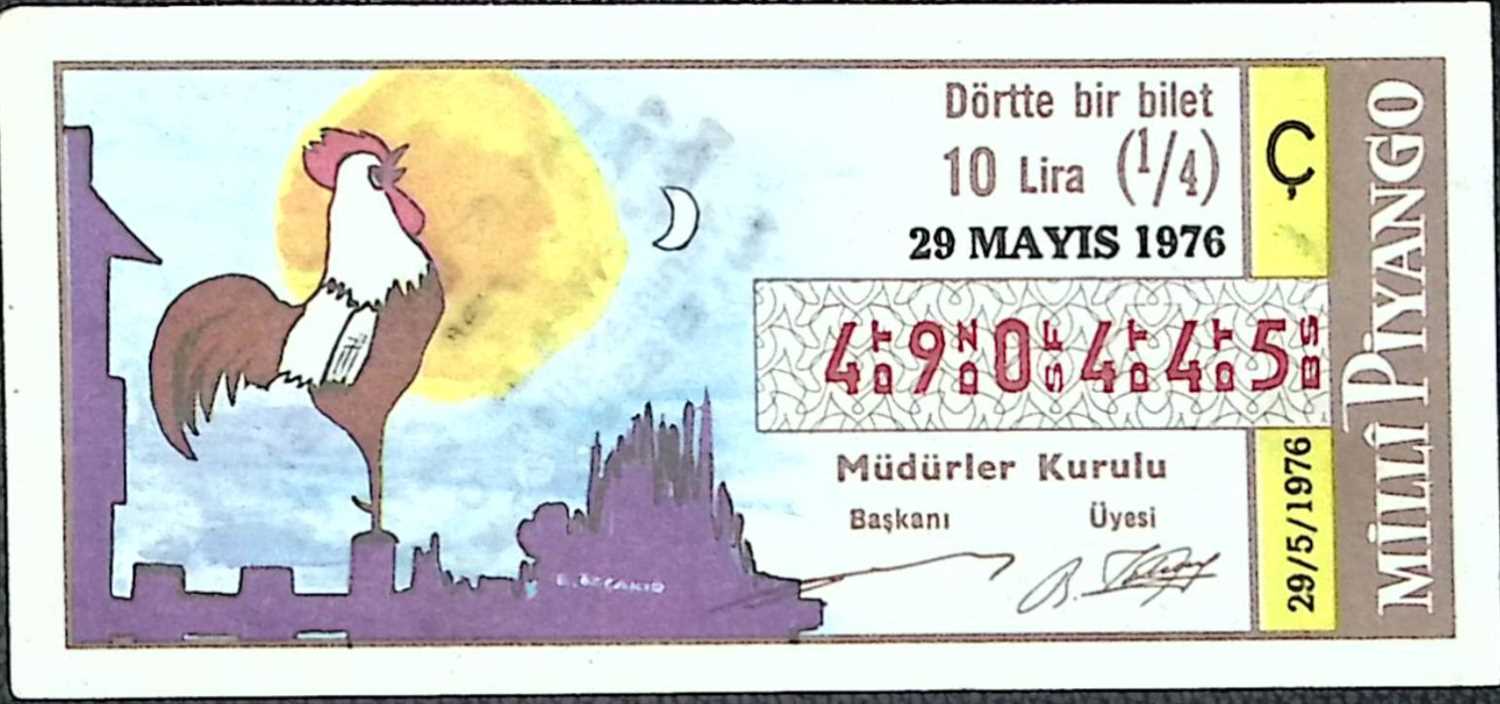 Dörtte bir bilet
10 Lira (1/4)
29 MAYIS 1976
Ç
490445
Müdürler Kurulu
Başkanı Üyesi
29/5/1976
MİLLÎ PİYANGO